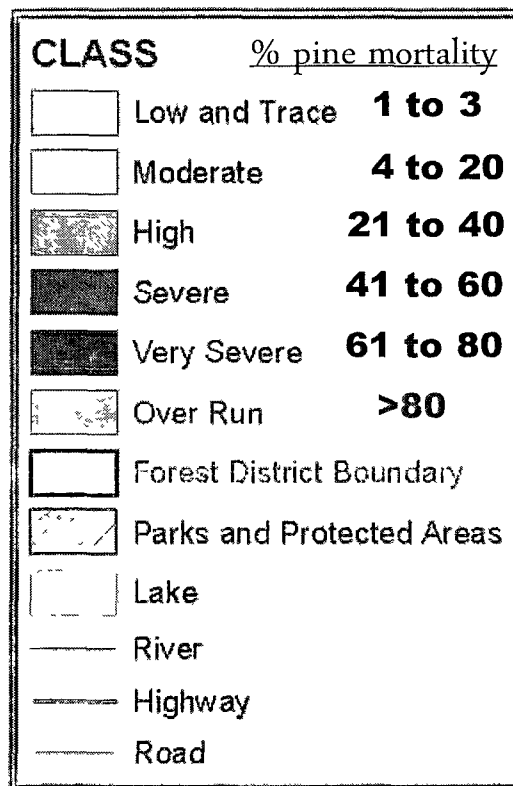 CLASS % pine mortality
Low and Trace 1 to 3
Moderate 4 to 20
High 21 to 40
Severe 41 to 60
Very Severe 61 to 80
Over Run >80
Forest District Boundary
Parks and Protected Areas
Lake
River
Highway
Road